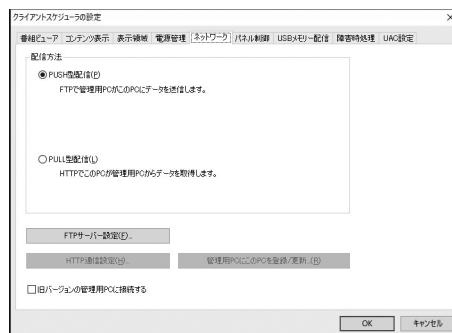 クライアントスケジューラの設定
番組ビューア コンテンツ表示 表示領域 電源管理 ネットワーク パネル制御 USBメモリー配信 障害時処理 UAC設定
配信方法
PUSH型配信(P)
FTPで管理用PCがこのPCにデータを送信します。
PULL型配信(L)
HTTPでこのPCが管理用PCからデータを取得します。
FTPサーバー設定(F)...
HTTP通信設定(H)... 管理用PCにこのPCを登録/更新...(R)
旧バージョンの管理用PCに接続する
OK キャンセル